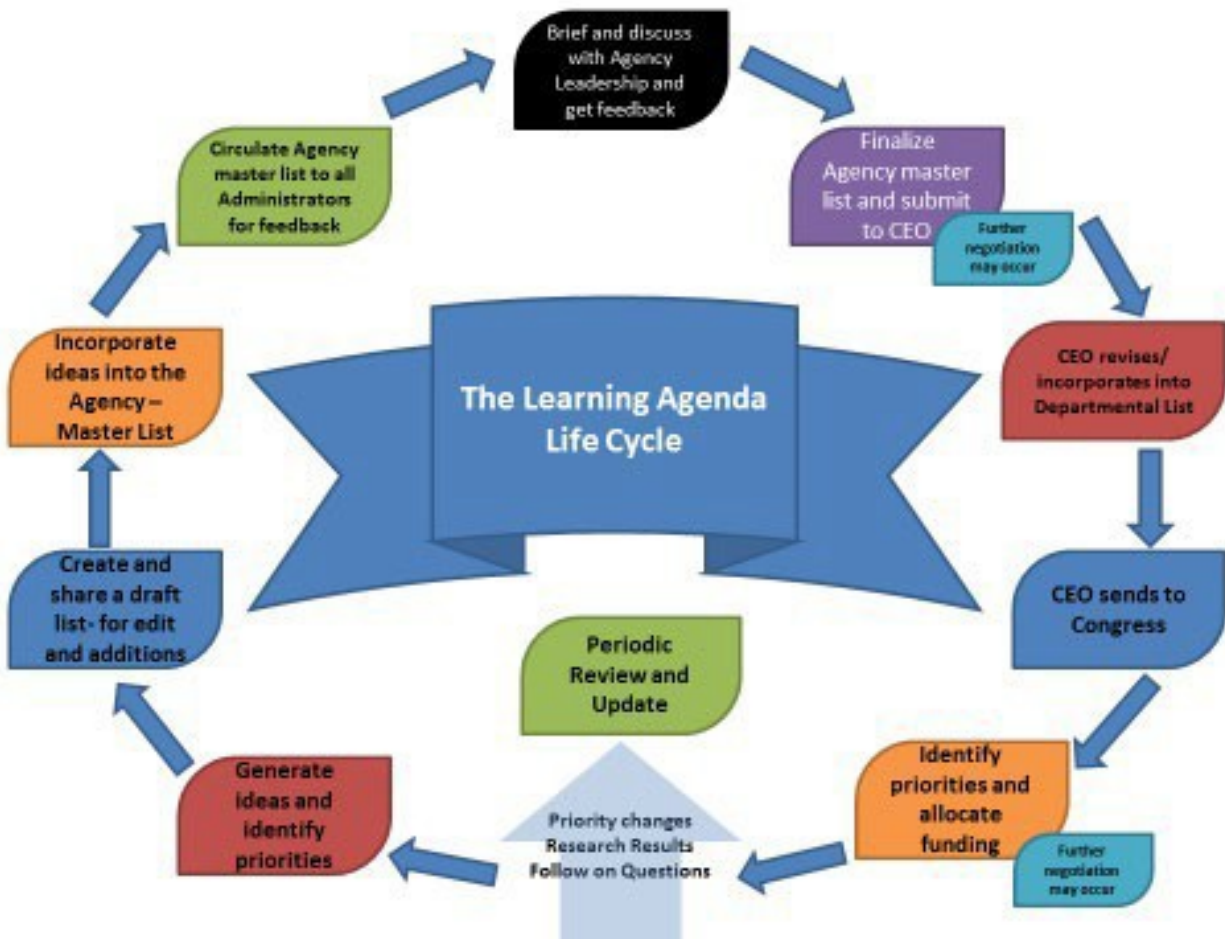 Brief and discuss
with Agency
Leadership and
get feedback
Finalize
Agency master
list and submit
to CEO
Further
negotiation
may occur
CEO revises/
incorporates into
Departmental List
CEO sends to
Congress
Identify
priorities and
allocate
funding
Further
negotiation
may occur
Priority changes
Research Results
Follow on Questions
Periodic
Review and
Update
Generate
ideas and
identify
priorities
Create and
share a draft
list- for edit
and additions
Incorporate
ideas into the
Agency –
Master List
Circulate Agency
master list to all
Administrators
for feedback
The Learning Agenda
Life Cycle